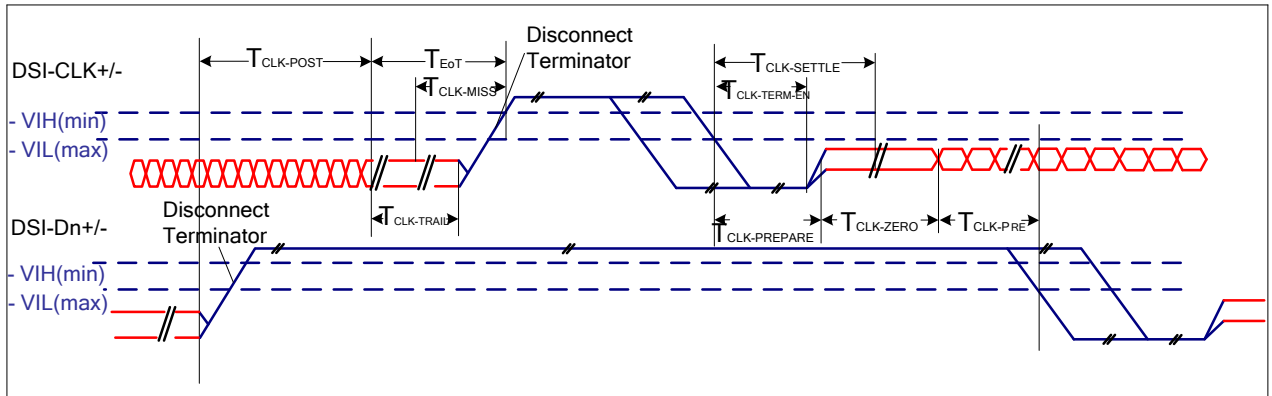 TCLK-POST
TEoT
Disconnect
Terminator
TCLK-SETTLE
DSI-CLK+/-
TCLK-MISS
TCLK-TERM-EN
- VIH(min)
- VIL(max)
Disconnect
Terminator
TCLK-TRAIL
TCLK-PREPARE
TCLK-ZERO
TCLK-PRE
DSI-Dn+/-
- VIH(min)
- VIL(max)